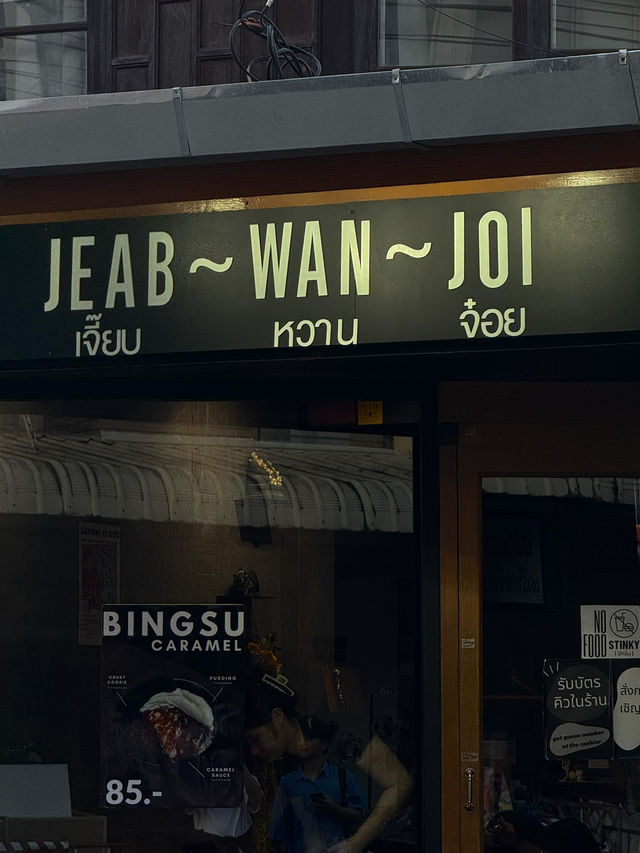 JEAB ~ WAN ~ JOI
เจี๊ยบ หวาน จ๋อย
BINGSU
CARAMEL
CRUST
COOKIE
PUDDING
CARAMEL
SAUCE
85.-
NO
FOOD
STINKY
รับบัตร
คิวในร้าน
get queue number
at the cashier